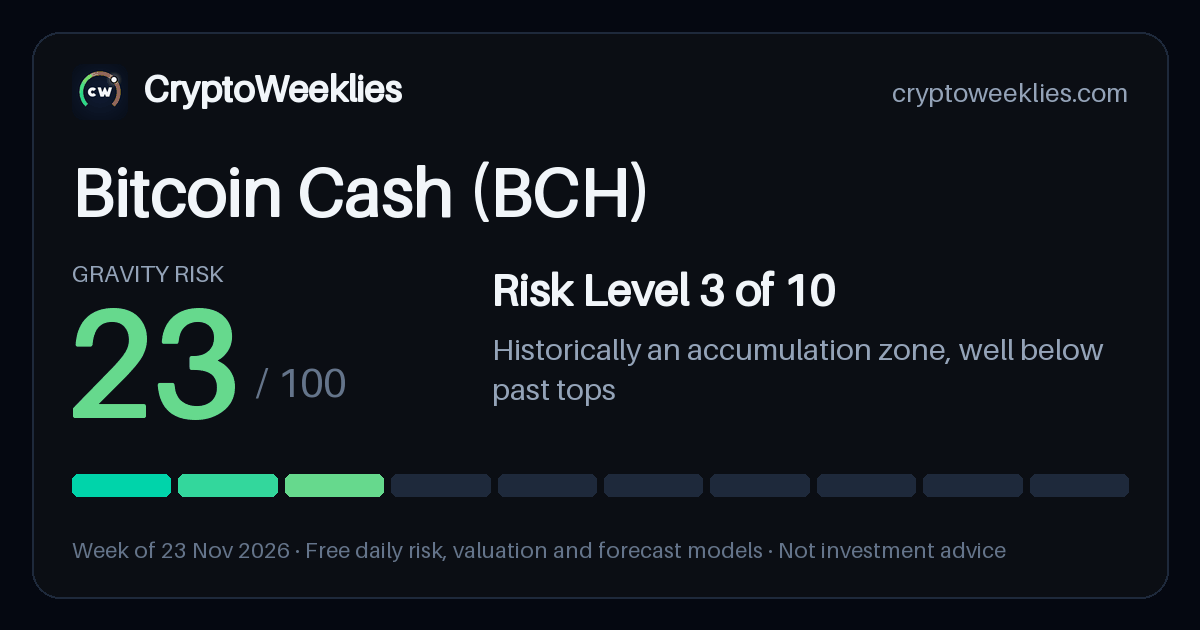 CW CryptoWeeklies
cryptoweeklies.com
Bitcoin Cash (BCH)
GRAVITY RISK
23 / 100
Risk Level 3 of 10
Historically an accumulation zone, well below
past tops
Week of 23 Nov 2026 · Free daily risk, valuation and forecast models · Not investment advice